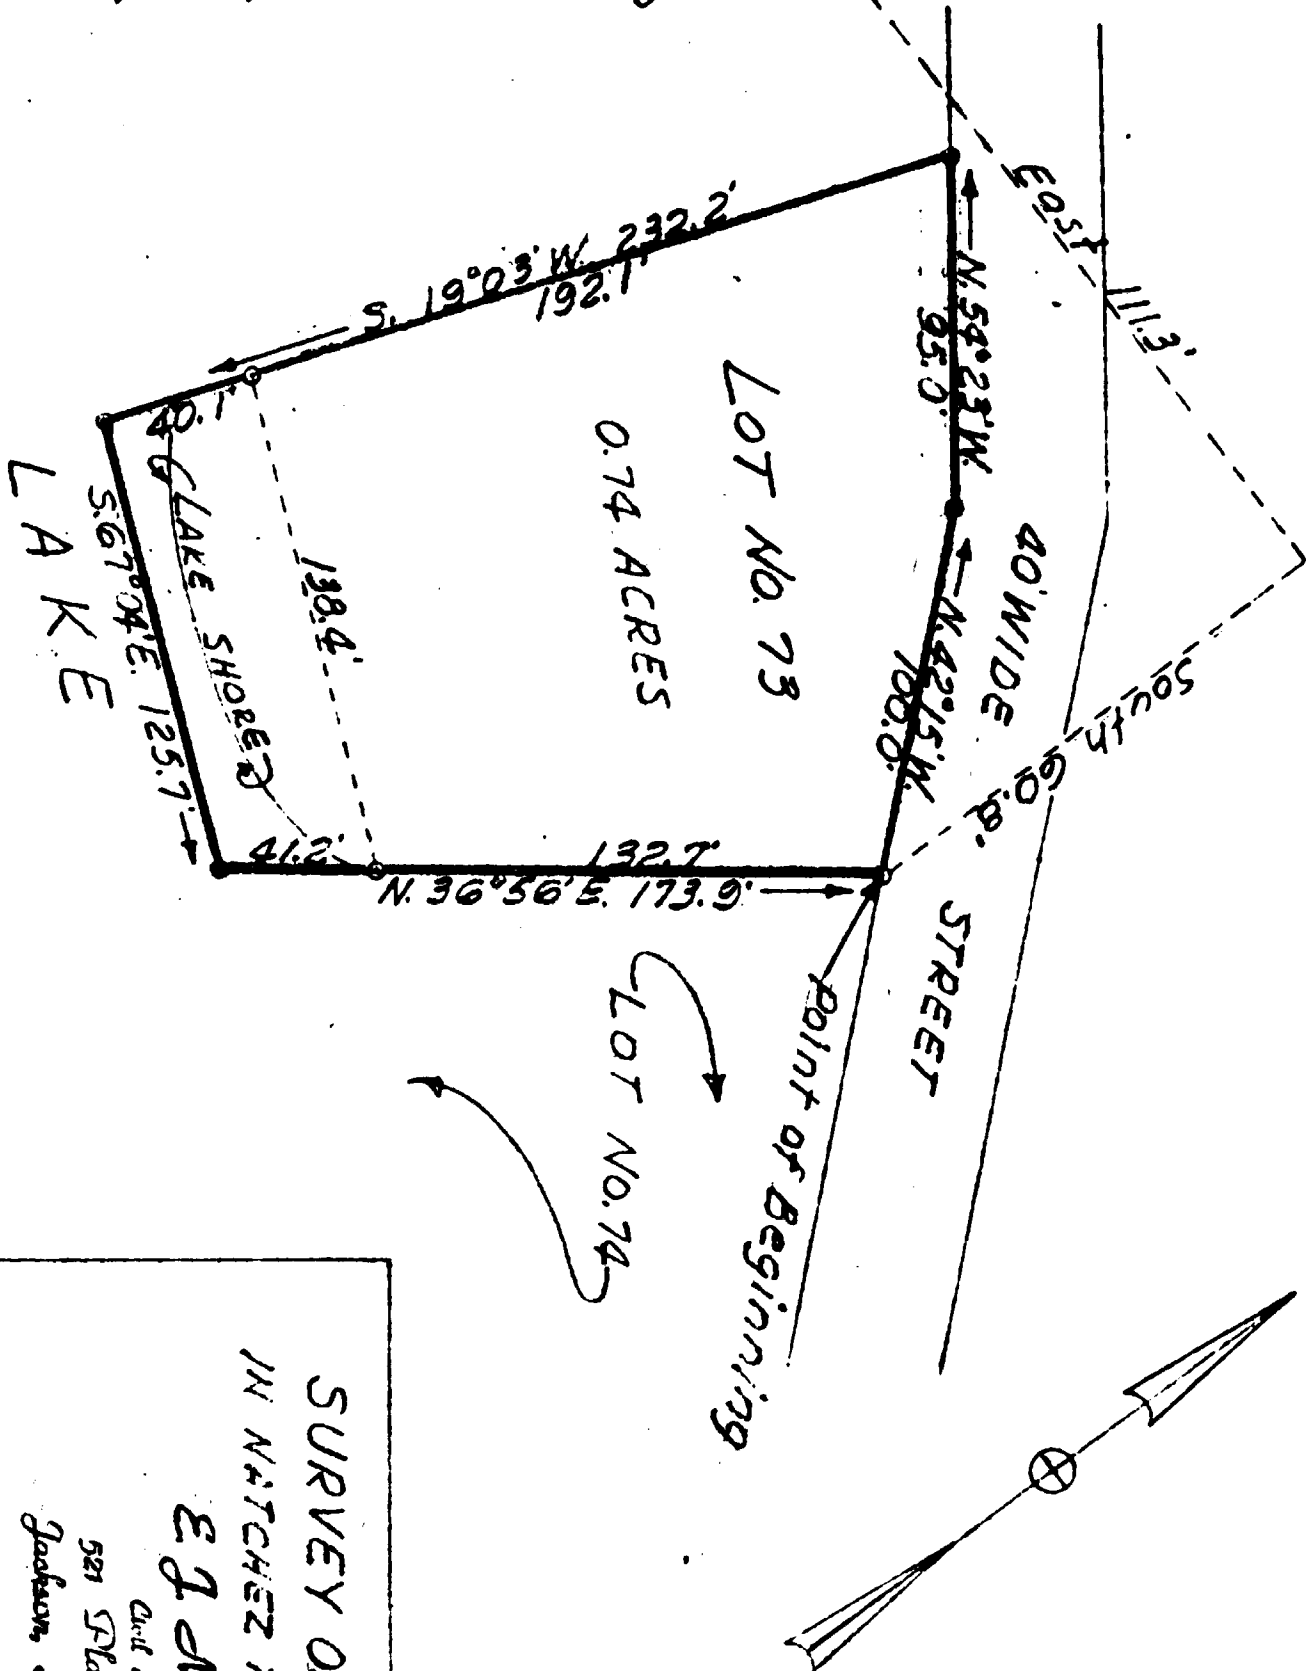 East 111.3'
South 60.8'
40' WIDE STREET
N. 54°23' W.
95.0'
N. 42°15' W.
100.0'
S. 19°03' W. 232.2'
192.1'
40.1'
LOT No. 73
0.74 ACRES
138.4'
LAKE SHORE
S. 67°04' E. 125.7'
LAKE
41.2'
132.7'
N. 36°56' E. 173.9'
Point of Beginning
LOT No. 74
SURVEY
IN NATCHEZ
E J
Civil
521
Jackson,